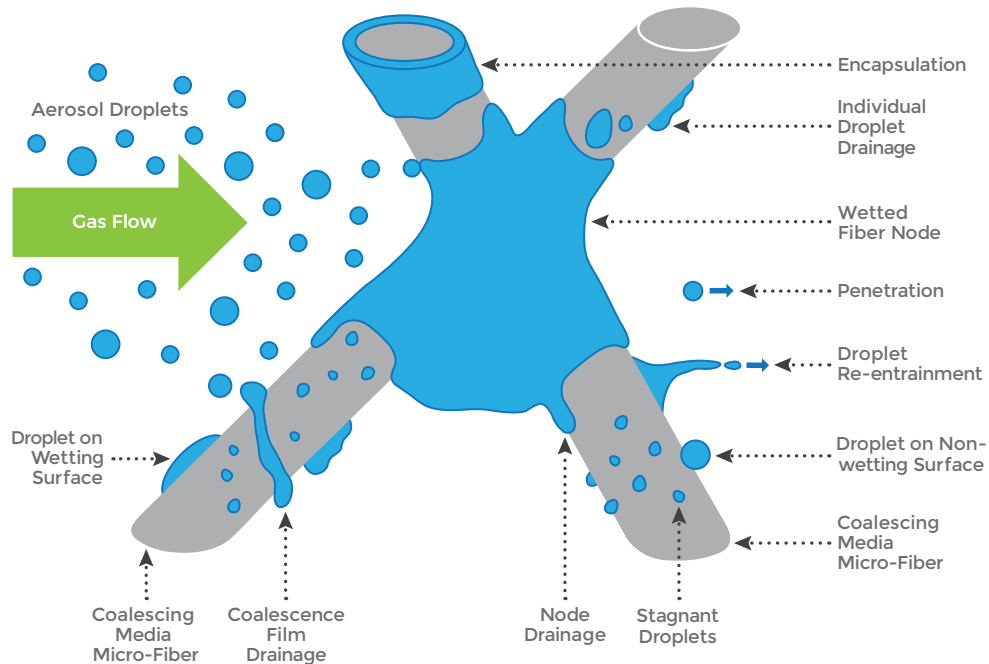 Aerosol Droplets
Gas Flow
Encapsulation
Individual
Droplet
Drainage
Wetted
Fiber Node
Penetration
Droplet
Re-entrainment
Droplet on
Wetting
Surface
Droplet on Non-
wetting Surface
Coalescing
Media
Micro-Fiber
Coalescing
Media
Micro-Fiber
Coalescence
Film
Drainage
Node
Drainage
Stagnant
Droplets